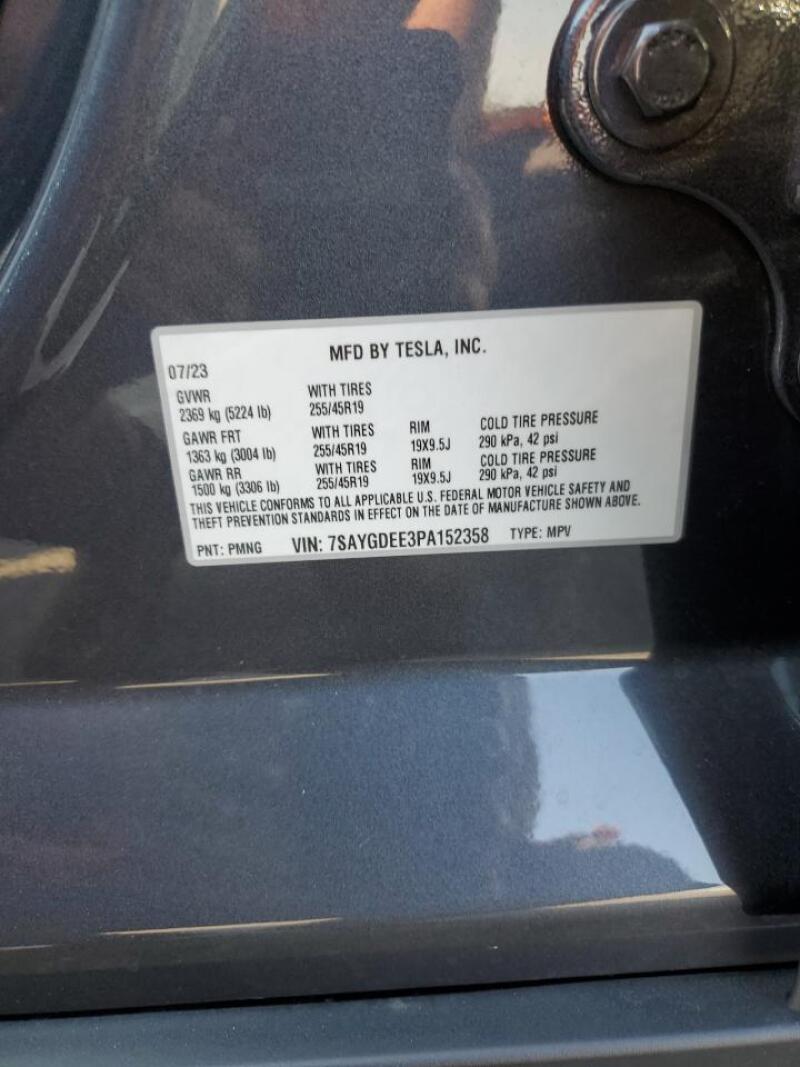 MFD BY TESLA, INC.
07/23
GVWR WITH TIRES
2369 kg (5224 lb) 255/45R19
GAWR FRT WITH TIRES RIM COLD TIRE PRESSURE
1363 kg (3004 lb) 255/45R19 19X9.5J 290 kPa, 42 psi
GAWR RR WITH TIRES RIM COLD TIRE PRESSURE
1500 kg (3306 lb) 255/45R19 19X9.5J 290 kPa, 42 psi
THIS VEHICLE CONFORMS TO ALL APPLICABLE U.S. FEDERAL MOTOR VEHICLE SAFETY AND
THEFT PREVENTION STANDARDS IN EFFECT ON THE DATE OF MANUFACTURE SHOWN ABOVE.
PNT: PMNG VIN: 7SAYGDEE3PA152358 TYPE: MPV